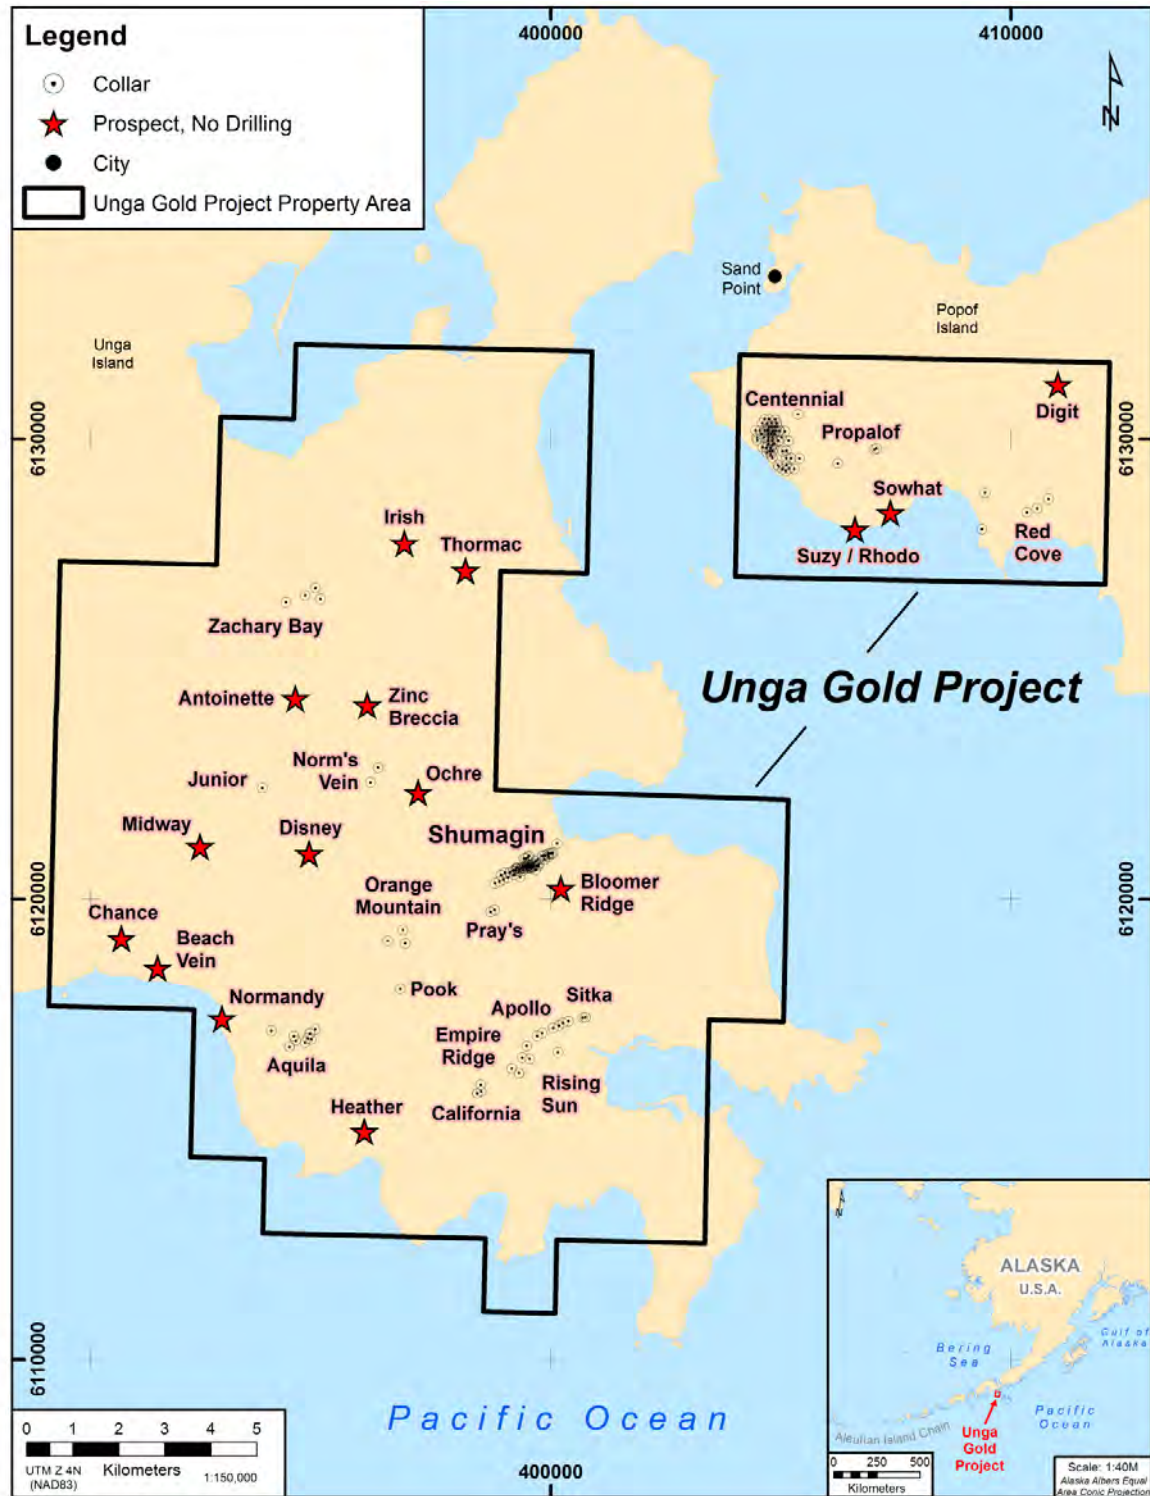 400000
410000
Legend
Collar
Prospect, No Drilling
City
Unga Gold Project Property Area
N
Sand
Point
Popof
Island
Unga
Island
6130000
6130000
Centennial
Digit
Propalof
Sowhat
Suzy / Rhodo
Red
Cove
Irish
Thormac
Zachary Bay
Unga Gold Project
Antoinette
Zinc
Breccia
Norm's
Vein
Junior
Ochre
Midway
Disney
Shumagin
Orange
Mountain
Bloomer
Ridge
6120000
6120000
Chance
Pray's
Beach
Vein
Normandy
Pook
Apollo
Sitka
Empire
Ridge
Aquila
Rising
Sun
Heather
California
6110000
Pacific Ocean
0 1 2 3 4 5
UTM Z 4N
(NAD83)
Kilometers
1:150,000
400000
N
ALASKA
U.S.A.
Gulf of
Alaska
Bering
Sea
Pacific
Ocean
Aleutian Island Chain
Unga
Gold
Project
0 250 500
Kilometers
Scale: 1:40M
Alaska Albers Equal
Area Conic Projection